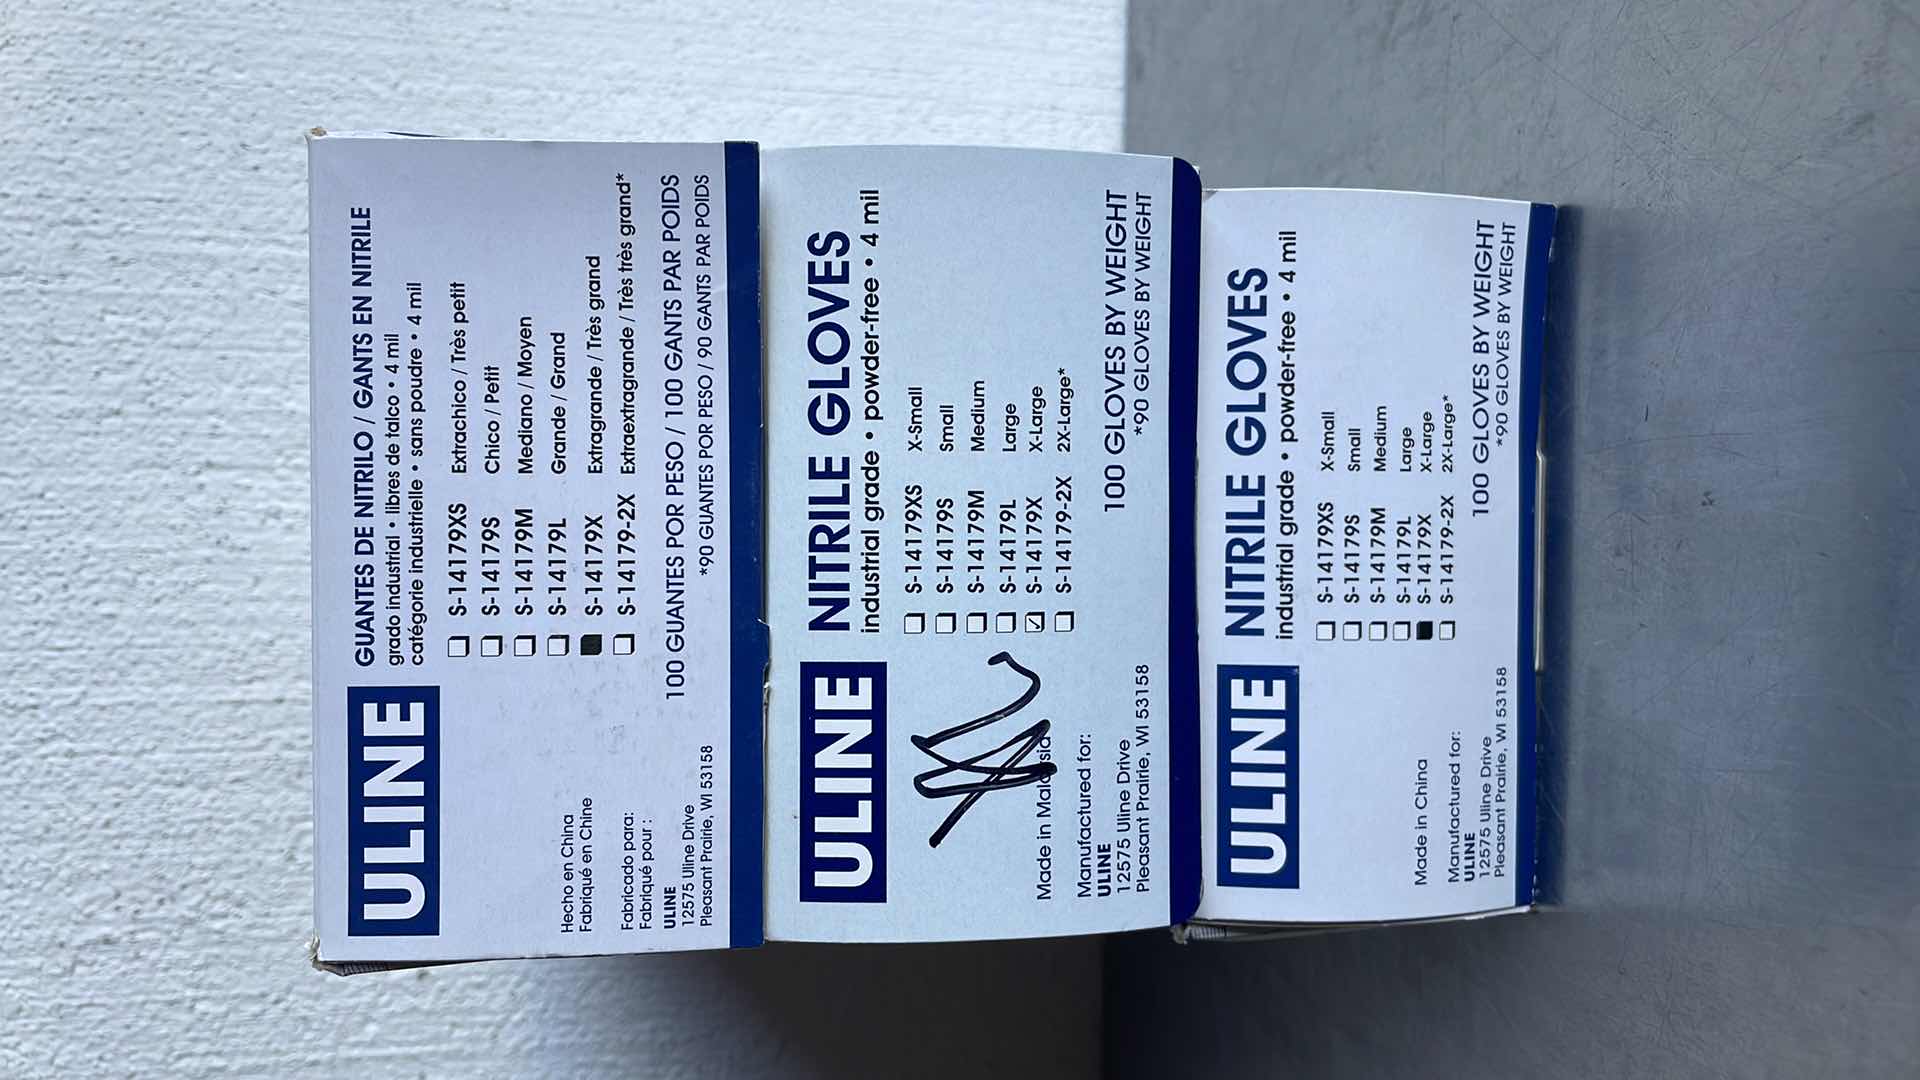 ULINE
GUANTES DE NITRILO / GANTS EN NITRILE
grado industrial • libres de talco • 4 mil
catégorie industrielle • sans poudre • 4 mil
S-14179XS Extrachico / Très petit
S-14179S Chico / Petit
S-14179M Mediano / Moyen
S-14179L Grande / Grand
S-14179X Extragrande / Très grand
S-14179-2X Extraextragrande / Très très grand*
100 GUANTES POR PESO / 100 GANTS PAR POIDS
*90 GUANTES POR PESO / 90 GANTS PAR POIDS
Hecho en China
Fabriqué en Chine
Fabricado para:
Fabriqué pour :
ULINE
12575 Uline Drive
Pleasant Prairie, WI 53158
ULINE
NITRILE GLOVES
industrial grade • powder-free • 4 mil
S-14179XS X-Small
S-14179S Small
S-14179M Medium
S-14179L Large
S-14179X X-Large
S-14179-2X 2X-Large*
100 GLOVES BY WEIGHT
*90 GLOVES BY WEIGHT
Made in Malaysia
Manufactured for:
ULINE
12575 Uline Drive
Pleasant Prairie, WI 53158
ULINE
NITRILE GLOVES
industrial grade • powder-free • 4 mil
S-14179XS X-Small
S-14179S Small
S-14179M Medium
S-14179L Large
S-14179X X-Large
S-14179-2X 2X-Large*
100 GLOVES BY WEIGHT
*90 GLOVES BY WEIGHT
Made in China
Manufactured for:
ULINE
12575 Uline Drive
Pleasant Prairie, WI 53158